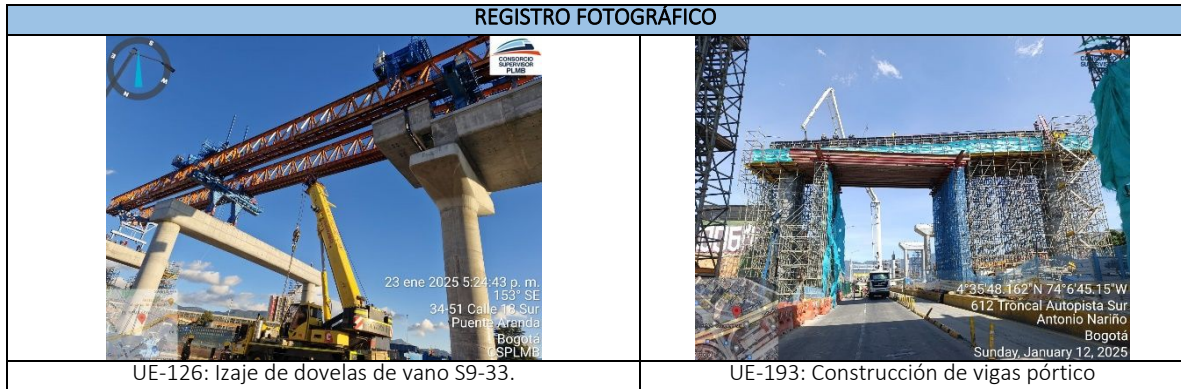 REGISTRO FOTOGRÁFICO
CONSORCIO
SUPERVISOR
PLMB
23 ene 2025 5:24:43 p. m.
153° SE
34-51 Calle 18 Sur
Puente Aranda
Bogotá
CSPLMB
4°35'48.162"N 74°6'45.15"W
612 Troncal Autopista Sur
Antonio Nariño
Bogotá
Sunday, January 12, 2025
UE-126: Izaje de dovelas de vano S9-33.
UE-193: Construcción de vigas pórtico